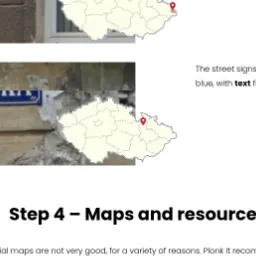 The street signs
blue, with text f
Step 4 – Maps and resource
ial maps are not very good, for a variety of reasons. Plonk It recom